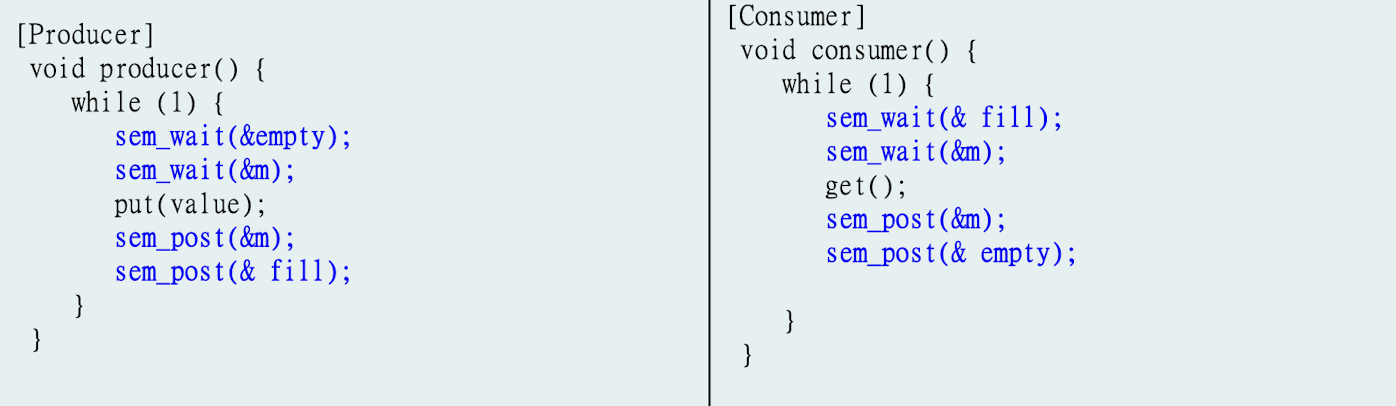 [Producer]
void producer() {
while (1) {
sem_wait(&empty);
sem_wait(&m);
put(value);
sem_post(&m);
sem_post(& fill);
}
}
[Consumer]
void consumer() {
while (1) {
sem_wait(& fill);
sem_wait(&m);
get();
sem_post(&m);
sem_post(& empty);
}
}